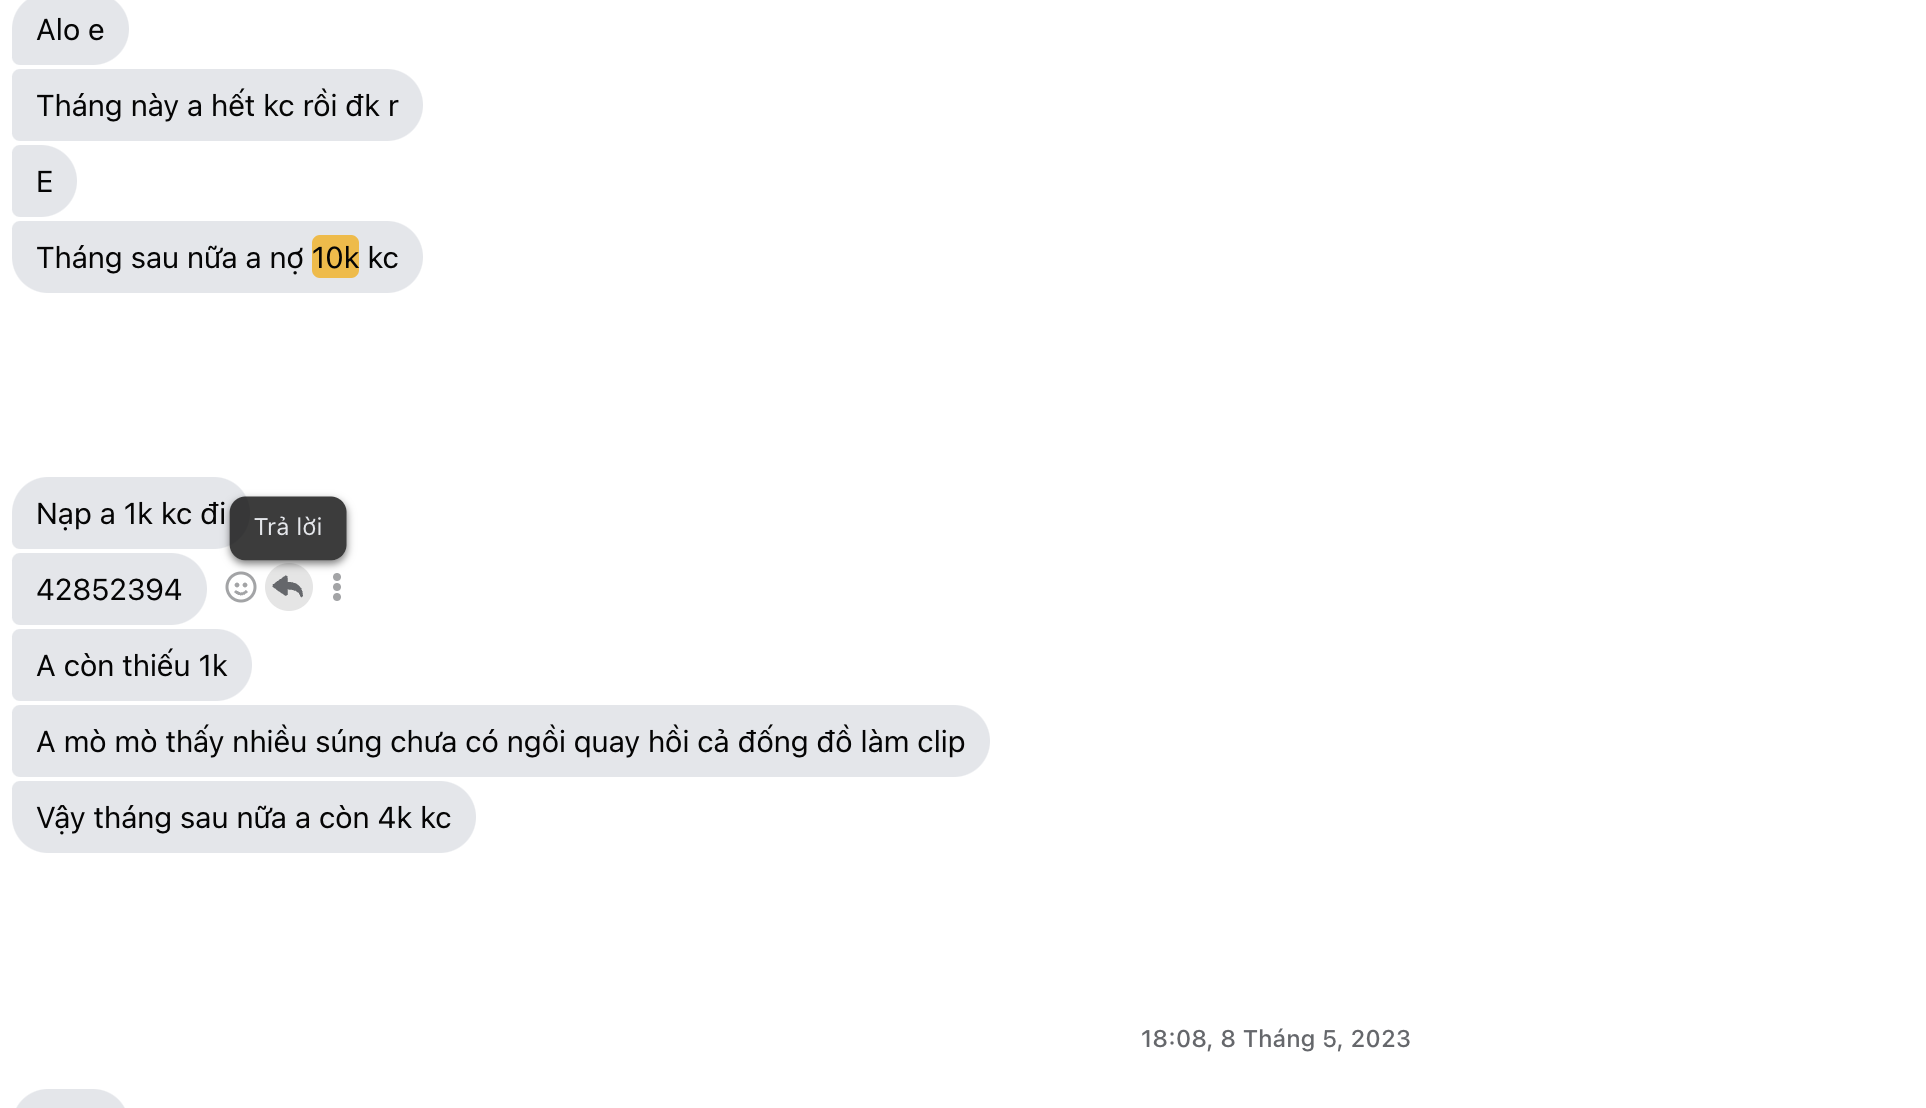 Alo e
Tháng này a hết kc rồi đk r
E
Tháng sau nữa a nợ 10k kc
Nạp a 1k kc đi
Trả lời
42852394
A còn thiếu 1k
A mò mò thấy nhiều súng chưa có ngồi quay hồi cả đống đồ làm clip
Vậy tháng sau nữa a còn 4k kc
18:08, 8 Tháng 5, 2023